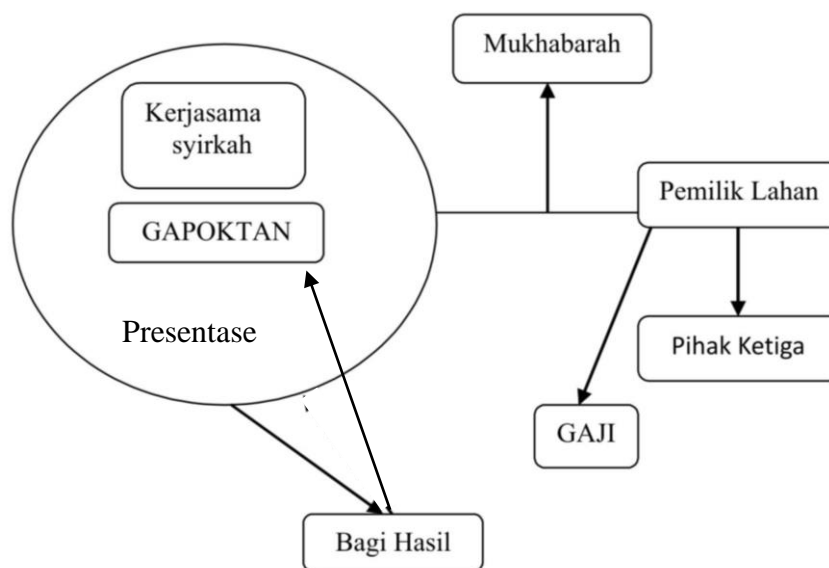 Mukhabarah
Kerjasama
syirkah
Pemilik Lahan
GAPOKTAN
Presentase
Pihak Ketiga
GAJI
Bagi Hasil